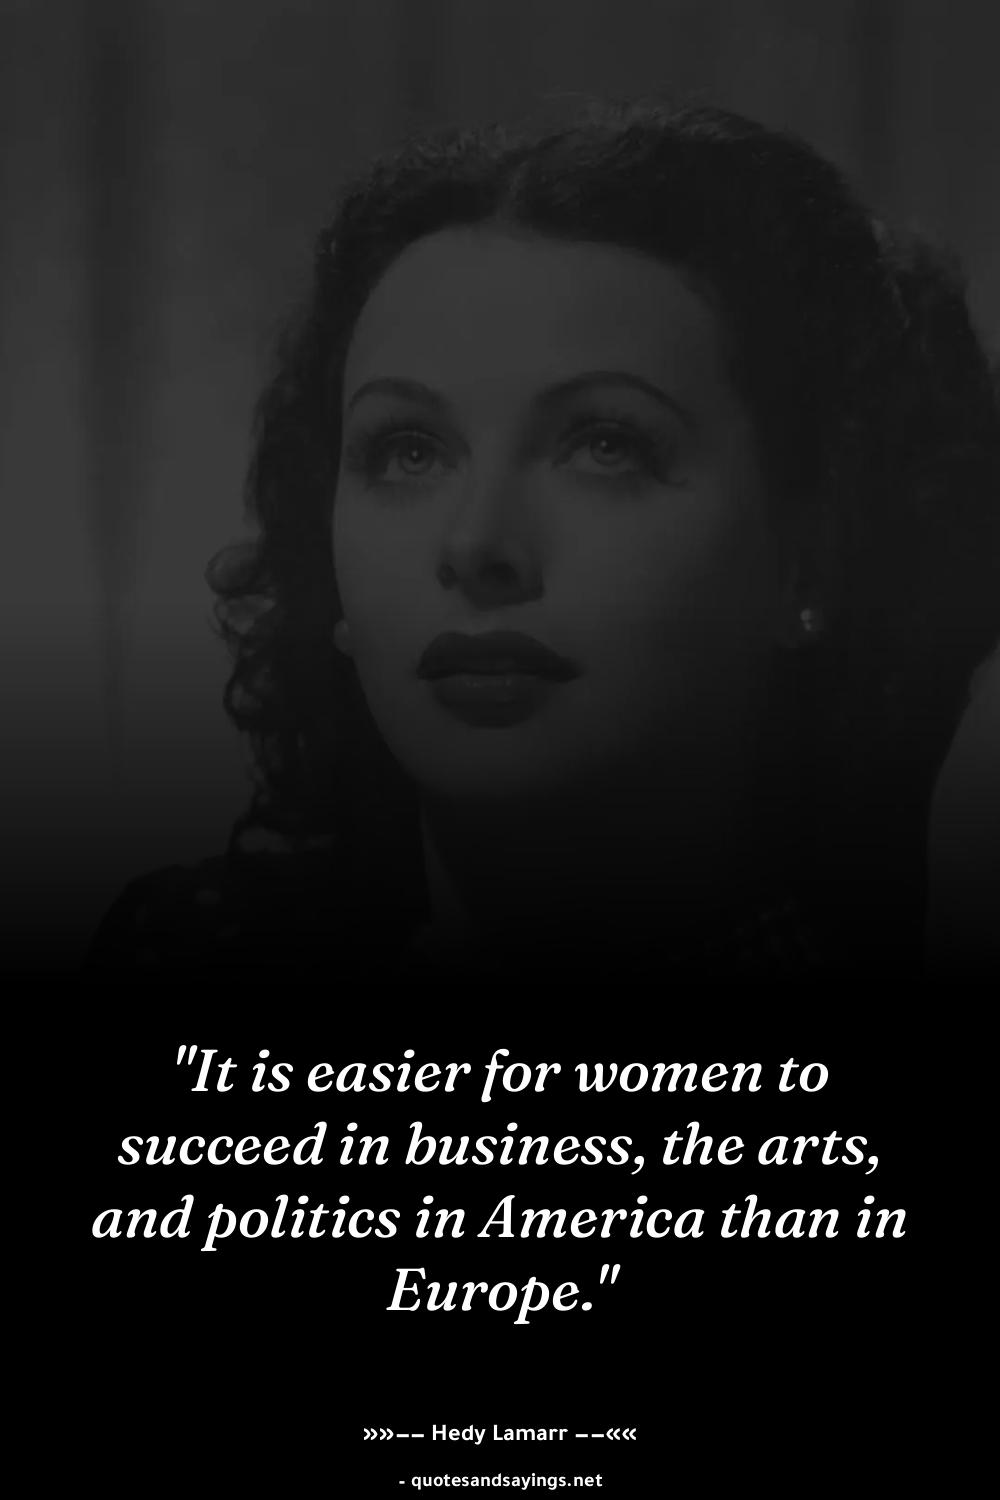 "It is easier for women to
succeed in business, the arts,
and politics in America than in
Europe."
»»–– Hedy Lamarr ––««
- quotesandsayings.net